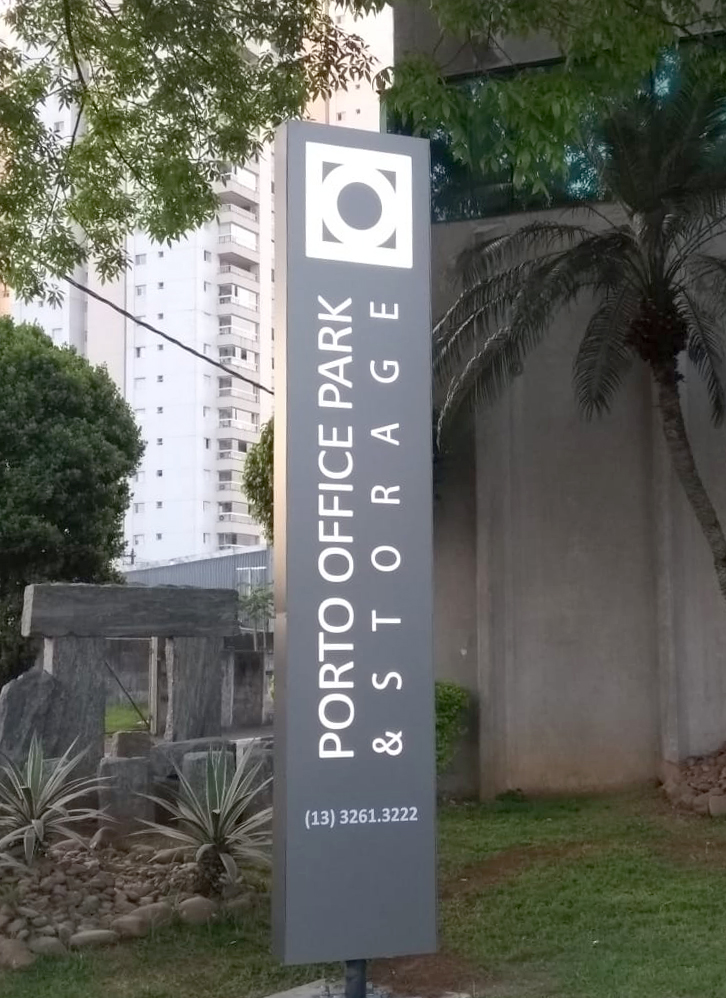 PORTO OFFICE PARK
& STORAGE
(13) 3261.3222